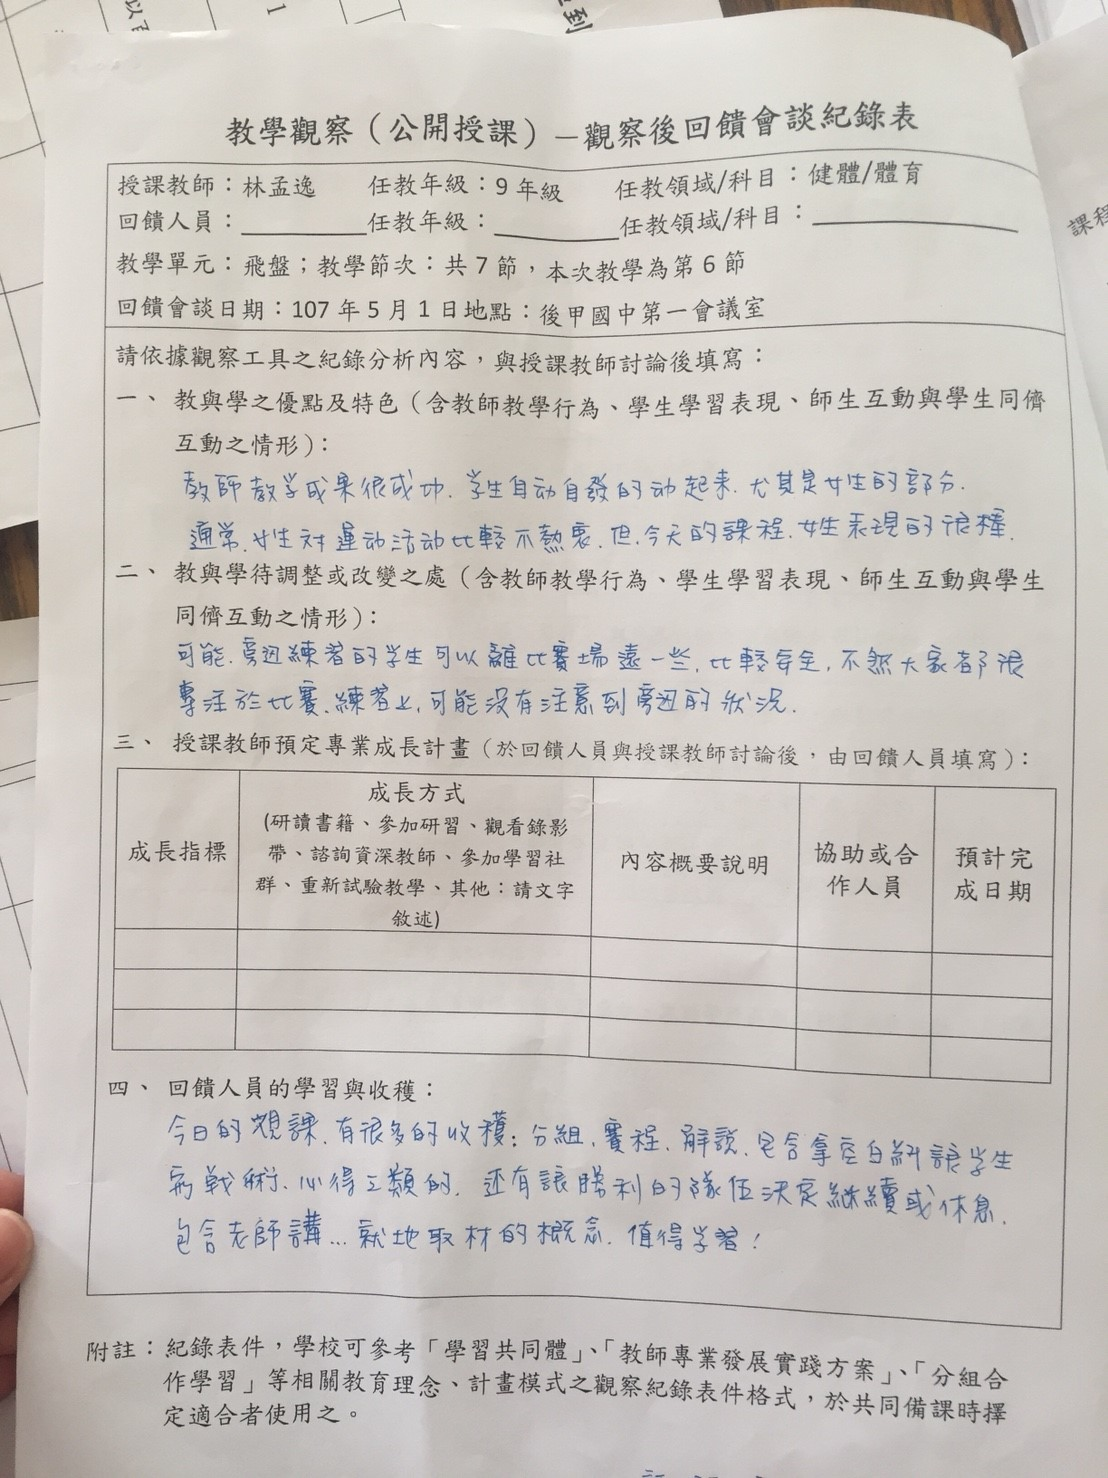 以
1
到
課程
教學觀察（公開授課）－觀察後回饋會談紀錄表
授課教師：林孟逸 任教年級：9 年級 任教領域/科目：健體/體育
回饋人員：________ 任教年級：________ 任教領域/科目：________
教學單元：飛盤；教學節次：共 7 節，本次教學為第 6 節
回饋會談日期：107 年 5 月 1 日地點：後甲國中第一會議室
請依據觀察工具之紀錄分析內容，與授課教師討論後填寫：
一、 教與學之優點及特色（含教師教學行為、學生學習表現、師生互動與學生同儕
互動之情形）：
教師教学成果很成功. 学生自动自發的动起來. 尤其是女生的部分.
通常. 女生対運动活动比較不熱衷. 但. 今天的課程. 女生表現的很棒.
二、 教與學待調整或改變之處（含教師教學行為、學生學習表現、師生互動與學生
同儕互動之情形）：
可能. 旁边練習的学生可以離比賽場遠一些, 比較安全, 不然大家都很
專注於比賽. 練習上, 可能没有注意到旁边的狀況.
三、 授課教師預定專業成長計畫（於回饋人員與授課教師討論後，由回饋人員填寫）：
成長指標
成長方式
(研讀書籍、參加研習、觀看錄影
帶、諮詢資深教師、參加學習社
群、重新試驗教學、其他：請文字
敘述)
內容概要說明
協助或合
作人員
預計完
成日期
四、 回饋人員的學習與收穫：
今日的觀課. 有很多的收穫: 分組. 賽程. 解說. 包含拿空白紙讓学生
寫戰術. 心得之類的. 还有讓勝利的隊伍決定継續或休息.
包含老師講... 就地取材的概念. 值得学習！
附註：紀錄表件，學校可參考「學習共同體」、「教師專業發展實踐方案」、「分組合
作學習」等相關教育理念、計畫模式之觀察紀錄表件格式，於共同備課時擇
定適合者使用之。